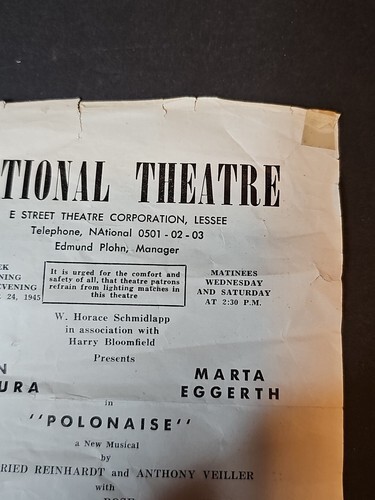 TIONAL THEATRE
E STREET THEATRE CORPORATION, LESSEE
Telephone, NAtional 0501 - 02 - 03
Edmund Plohn, Manager
EK
NING
EVENING
24, 1945
It is urged for the comfort and
safety of all, that theatre patrons
refrain from lighting matches in
this theatre
MATINEES
WEDNESDAY
AND SATURDAY
AT 2:30 P.M.
W. Horace Schmidlapp
in association with
Harry Bloomfield
Presents
N
URA
MARTA
EGGERTH
in
"POLONAISE"
a New Musical
by
RIED REINHARDT and ANTHONY VEILLER
with